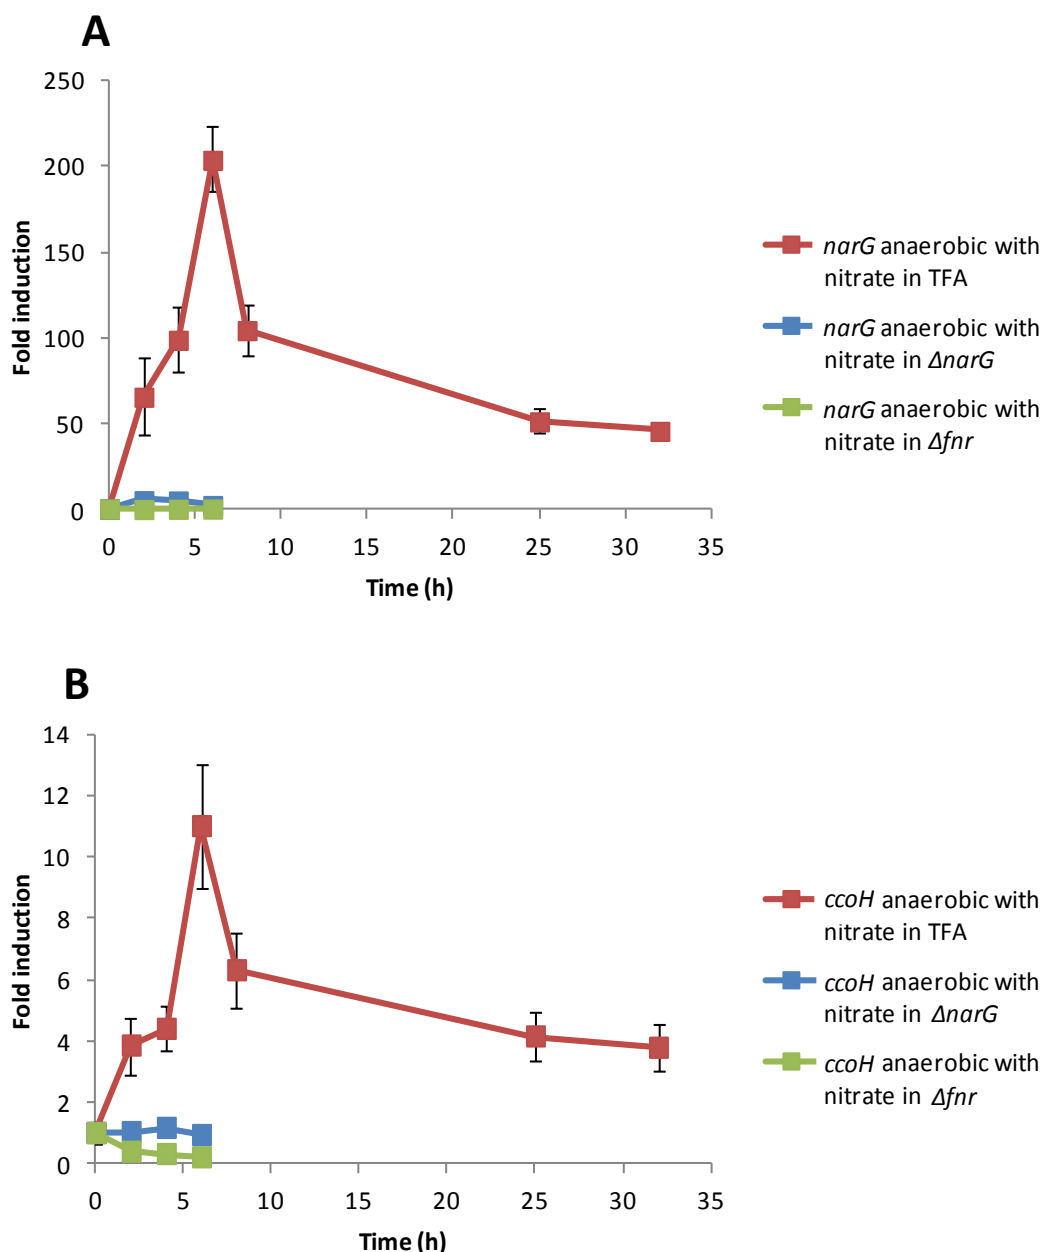 A
250
200
150
100
50
0
Fold induction
0 5 10 15 20 25 30 35
Time (h)
narG anaerobic with
nitrate in TFA
narG anaerobic with
nitrate in ΔnarG
narG anaerobic with
nitrate in Δfnr
B
14
12
10
8
6
4
2
0
Fold induction
0 5 10 15 20 25 30 35
Time (h)
ccoH anaerobic with
nitrate in TFA
ccoH anaerobic with
nitrate in ΔnarG
ccoH anaerobic with
nitrate in Δfnr